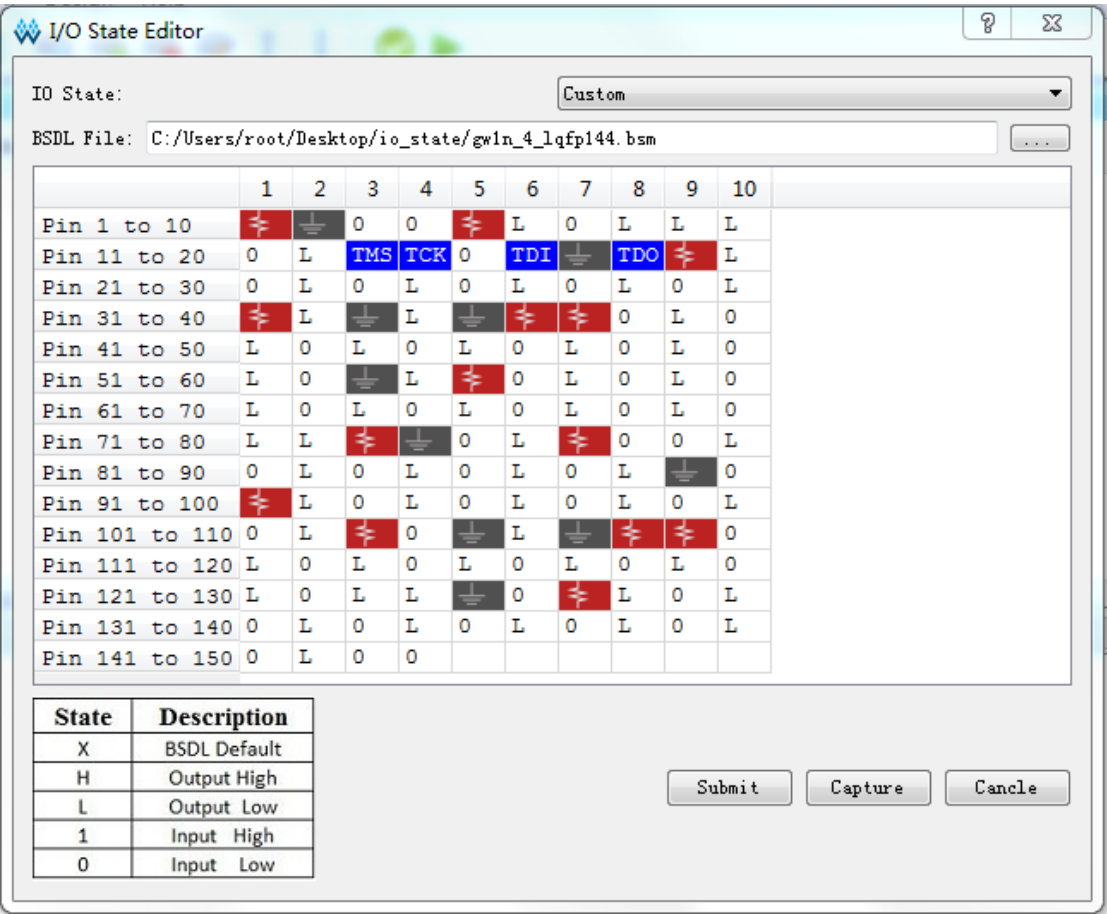 I/O State Editor
IO State: Custom
BSDL File: C:/Users/root/Desktop/io_state/gw1n_4_lqfp144.bsm ...
1 2 3 4 5 6 7 8 9 10
Pin 1 to 10 0 0 L 0 L L L
Pin 11 to 20 0 L TMS TCK 0 TDI TDO L
Pin 21 to 30 0 L 0 L 0 L 0 L 0 L
Pin 31 to 40 L L 0 L 0
Pin 41 to 50 L 0 L 0 L 0 L 0 L 0
Pin 51 to 60 L 0 L 0 L 0 L 0
Pin 61 to 70 L 0 L 0 L 0 L 0 L 0
Pin 71 to 80 L L 0 L 0 0 L
Pin 81 to 90 0 L 0 L 0 L 0 L 0
Pin 91 to 100 L 0 L 0 L 0 L 0 L
Pin 101 to 110 0 L 0 L 0
Pin 111 to 120 L 0 L 0 L 0 L 0 L 0
Pin 121 to 130 L 0 L L 0 L 0 L
Pin 131 to 140 0 L 0 L 0 L 0 L 0 L
Pin 141 to 150 0 L 0 0
State Description
X BSDL Default
H Output High
L Output Low
1 Input High
0 Input Low
Submit Capture Cancle